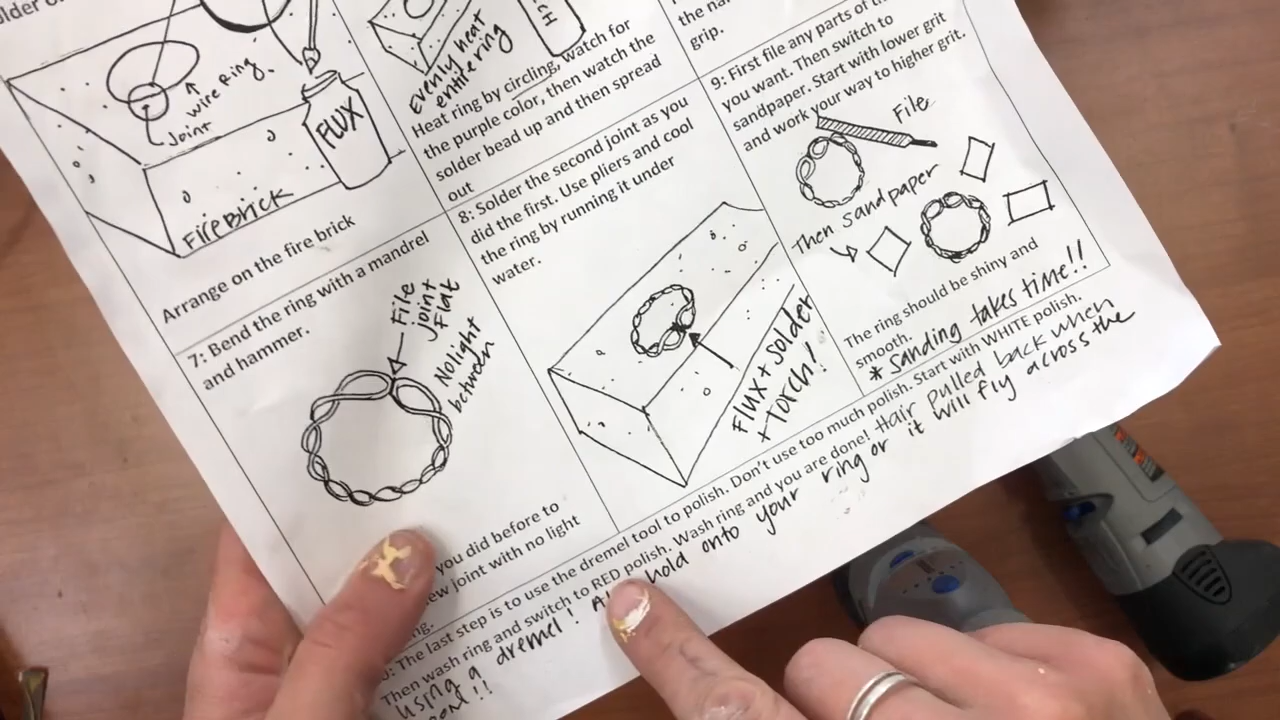 older o
Joint
wire Ring.
FLUX
FireBrick
Arrange on the fire brick
Evenly heat
entire ring
Heat ring by circling, watch for
the purple color, then watch the
solder bead up and then spread
out
the na
grip.
7: Bend the ring with a mandrel
and hammer.
File
joint
Flat
No light
between
you did before to
ew joint with no light
ng.
8: Solder the second joint as you
did the first. Use pliers and cool
the ring by running it under
water.
Flux + Solder
+ Torch!
9: First file any parts of th
you want. Then switch to
sandpaper. Start with lower grit
and work your way to higher grit.
File
Then Sandpaper
The ring should be shiny and
smooth.
* Sanding takes time!!
: The last step is to use the dremel tool to polish. Don't use too much polish. Start with WHITE polish.
Then wash ring and switch to RED polish. Wash ring and you are done! Hair pulled back when
using a dremel! hold onto your ring or it will fly across the